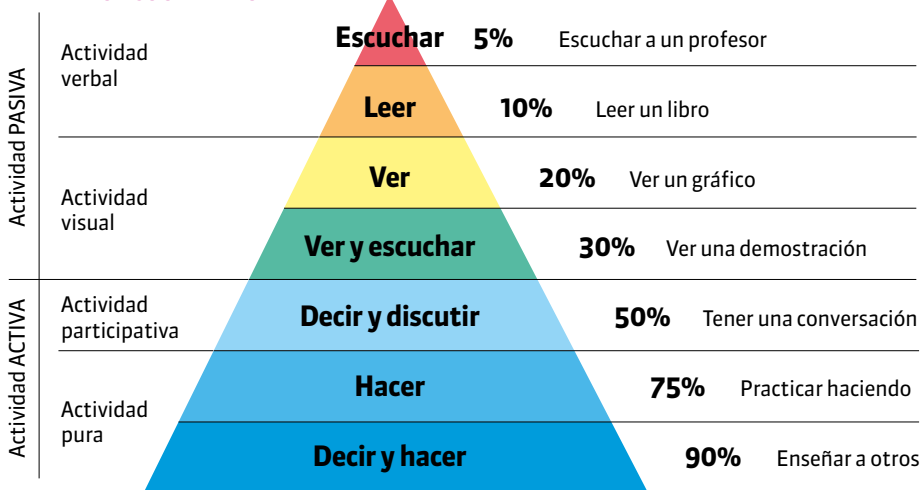 Actividad PASIVA
Actividad
verbal
Escuchar 5% Escuchar a un profesor
Leer 10% Leer un libro
Actividad
visual
Ver 20% Ver un gráfico
Ver y escuchar 30% Ver una demostración
Actividad ACTIVA
Actividad
participativa
Decir y discutir 50% Tener una conversación
Actividad
pura
Hacer 75% Practicar haciendo
Decir y hacer 90% Enseñar a otros